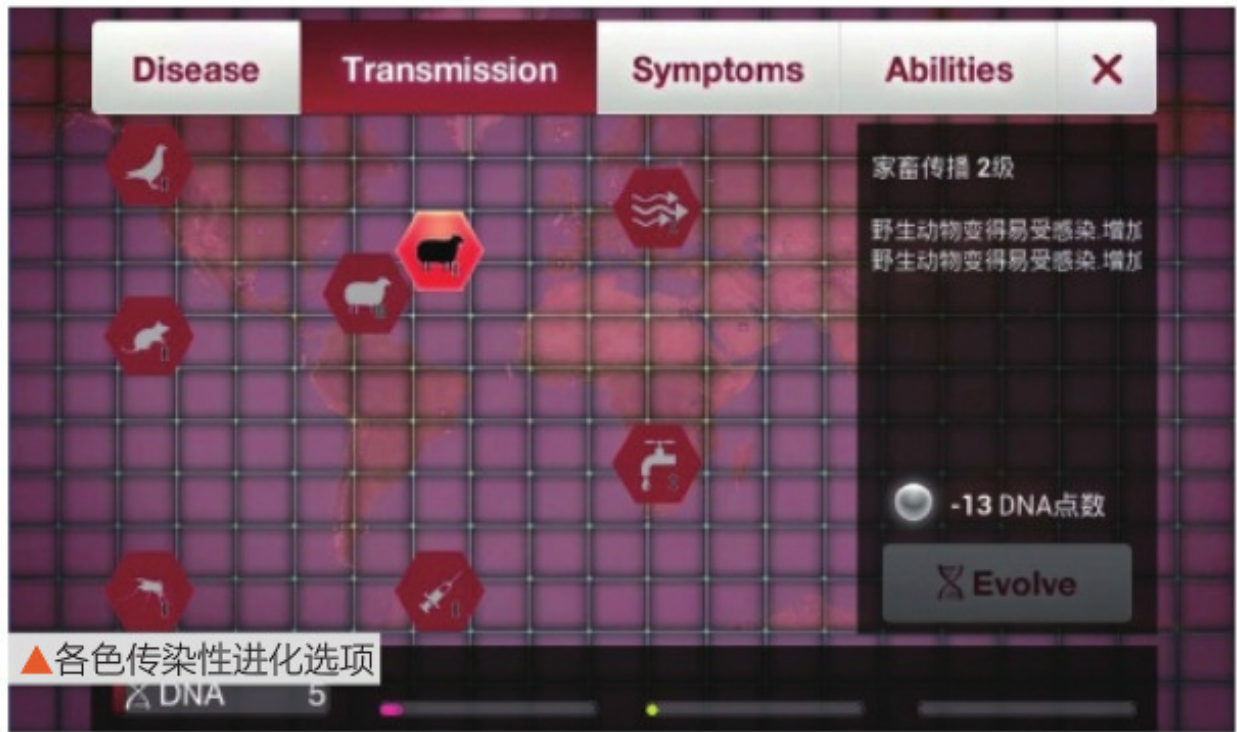 Disease
Transmission
Symptoms
Abilities
X
家畜传播 2级
野生动物变得易受感染.增加
野生动物变得易受感染.增加
-13 DNA点数
Evolve
▲各色传染性进化选项
DNA 5